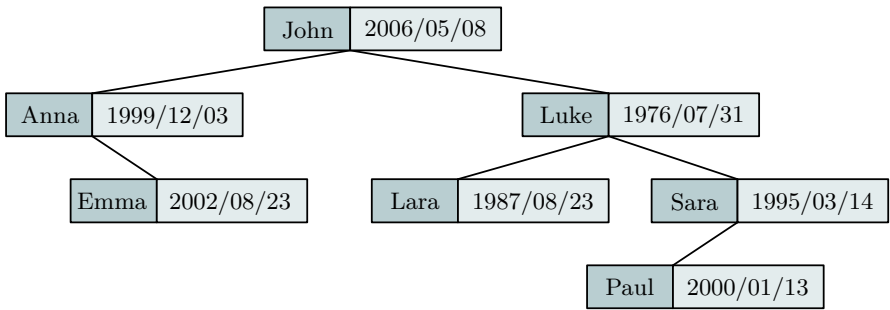 John 2006/05/08
Anna 1999/12/03
Luke 1976/07/31
Emma 2002/08/23
Lara 1987/08/23
Sara 1995/03/14
Paul 2000/01/13